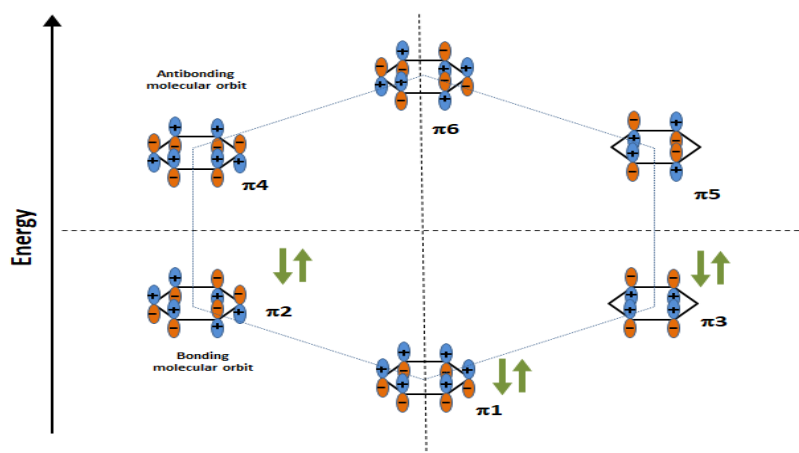 Antibonding
molecular orbit
π6
π4
π5
Energy
π2
π3
Bonding
molecular orbit
π1